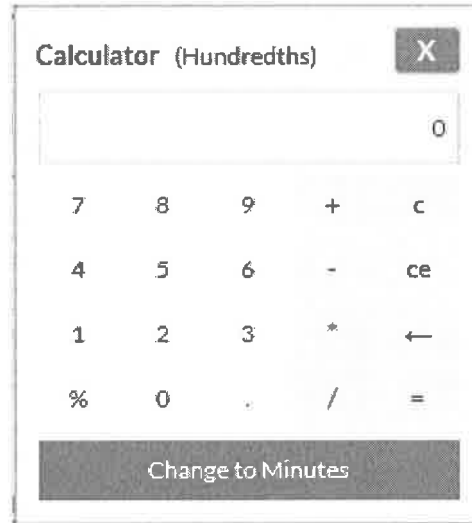 Calculator (Hundredths) X
0
7 8 9 + c
4 5 6 - ce
1 2 3 * ←
% 0 . / =
Change to Minutes